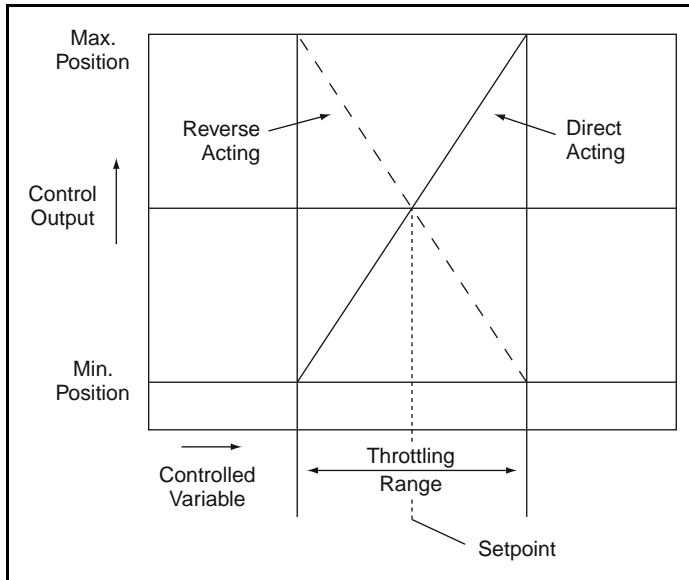 Max.
Position
Reverse
Acting
Direct
Acting
Control
Output
Min.
Position
Controlled
Variable
Throttling
Range
Setpoint